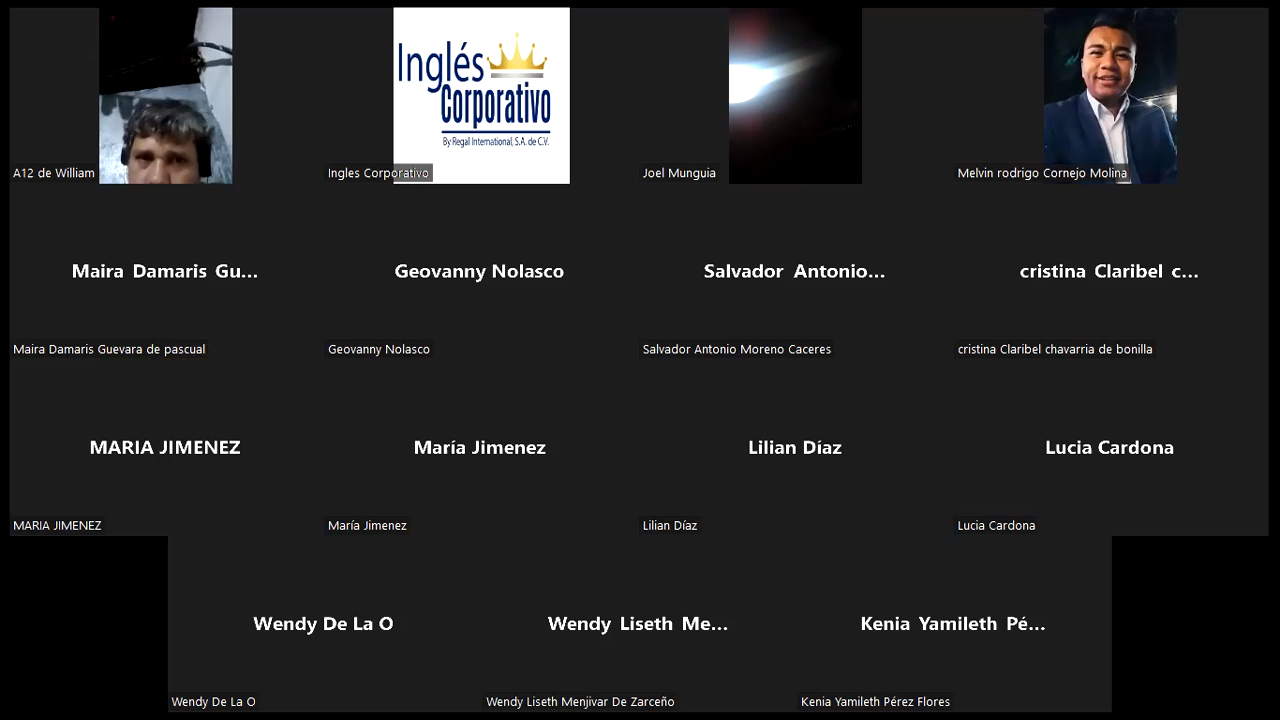 Inglés
Corporativo
By Regal International, S.A. de C.V.
A12 de William
Ingles Corporativo
Joel Munguia
Melvin rodrigo Cornejo Molina
Maira Damaris Gu...
Geovanny Nolasco
Salvador Antonio...
cristina Claribel c...
Maira Damaris Guevara de pascual
Geovanny Nolasco
Salvador Antonio Moreno Caceres
cristina Claribel chavarria de bonilla
MARIA JIMENEZ
María Jimenez
Lilian Díaz
Lucia Cardona
MARIA JIMENEZ
María Jimenez
Lilian Díaz
Lucia Cardona
Wendy De La O
Wendy Liseth Me...
Kenia Yamileth Pé...
Wendy De La O
Wendy Liseth Menjivar De Zarceño
Kenia Yamileth Pérez Flores